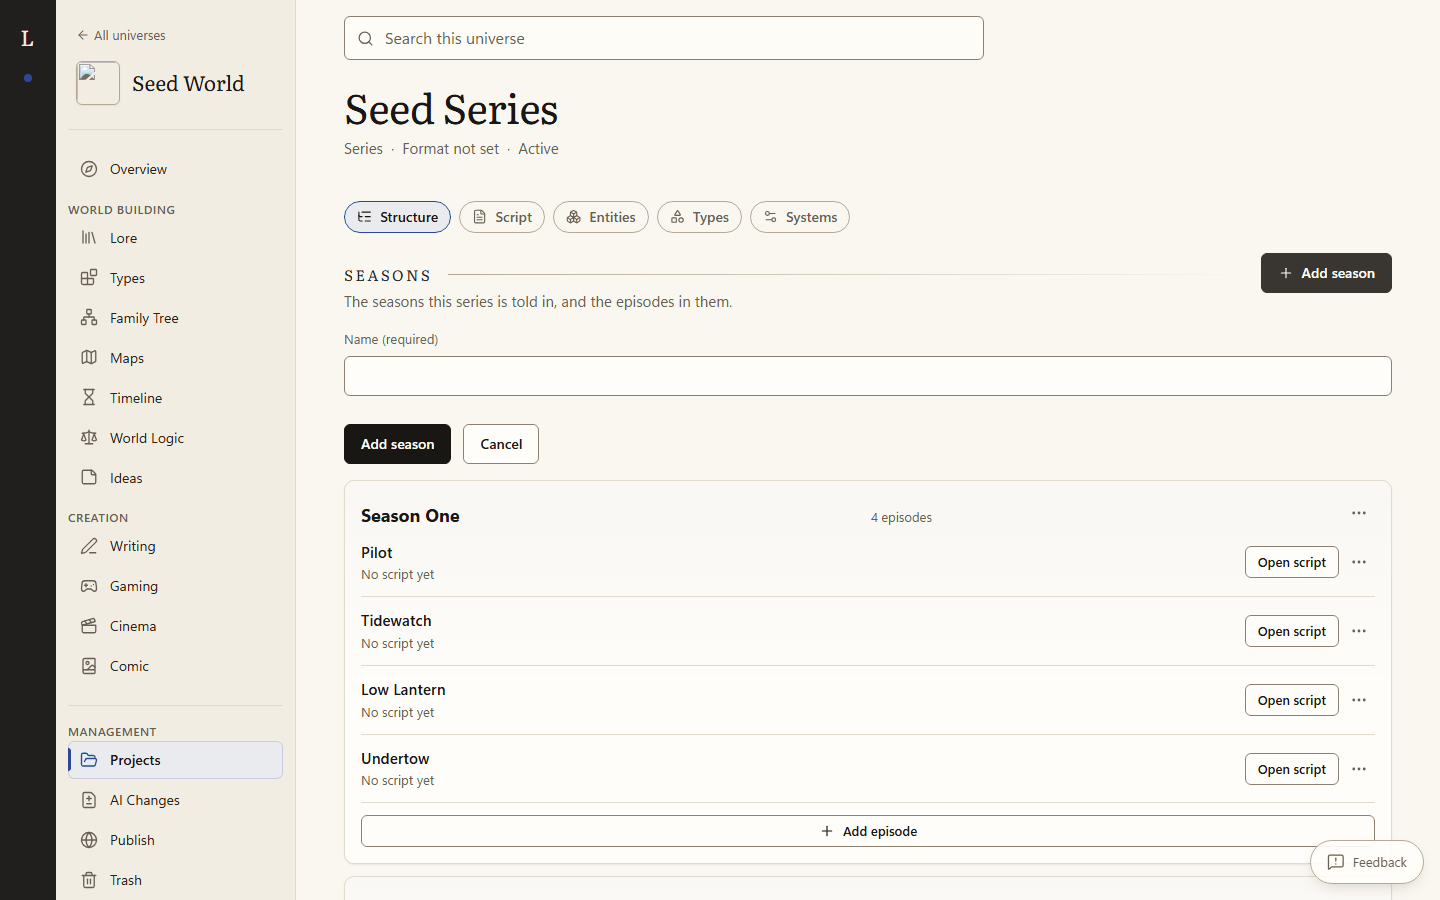 L
All universes
Seed World
Overview
WORLD BUILDING
Lore
Types
Family Tree
Maps
Timeline
World Logic
Ideas
CREATION
Writing
Gaming
Cinema
Comic
MANAGEMENT
Projects
AI Changes
Publish
Trash
Search this universe
Seed Series
Series · Format not set · Active
Structure
Script
Entities
Types
Systems
SEASONS
Add season
The seasons this series is told in, and the episodes in them.
Name (required)
Add season
Cancel
Season One
4 episodes
Pilot
No script yet
Open script
Tidewatch
No script yet
Open script
Low Lantern
No script yet
Open script
Undertow
No script yet
Open script
Add episode
Feedback